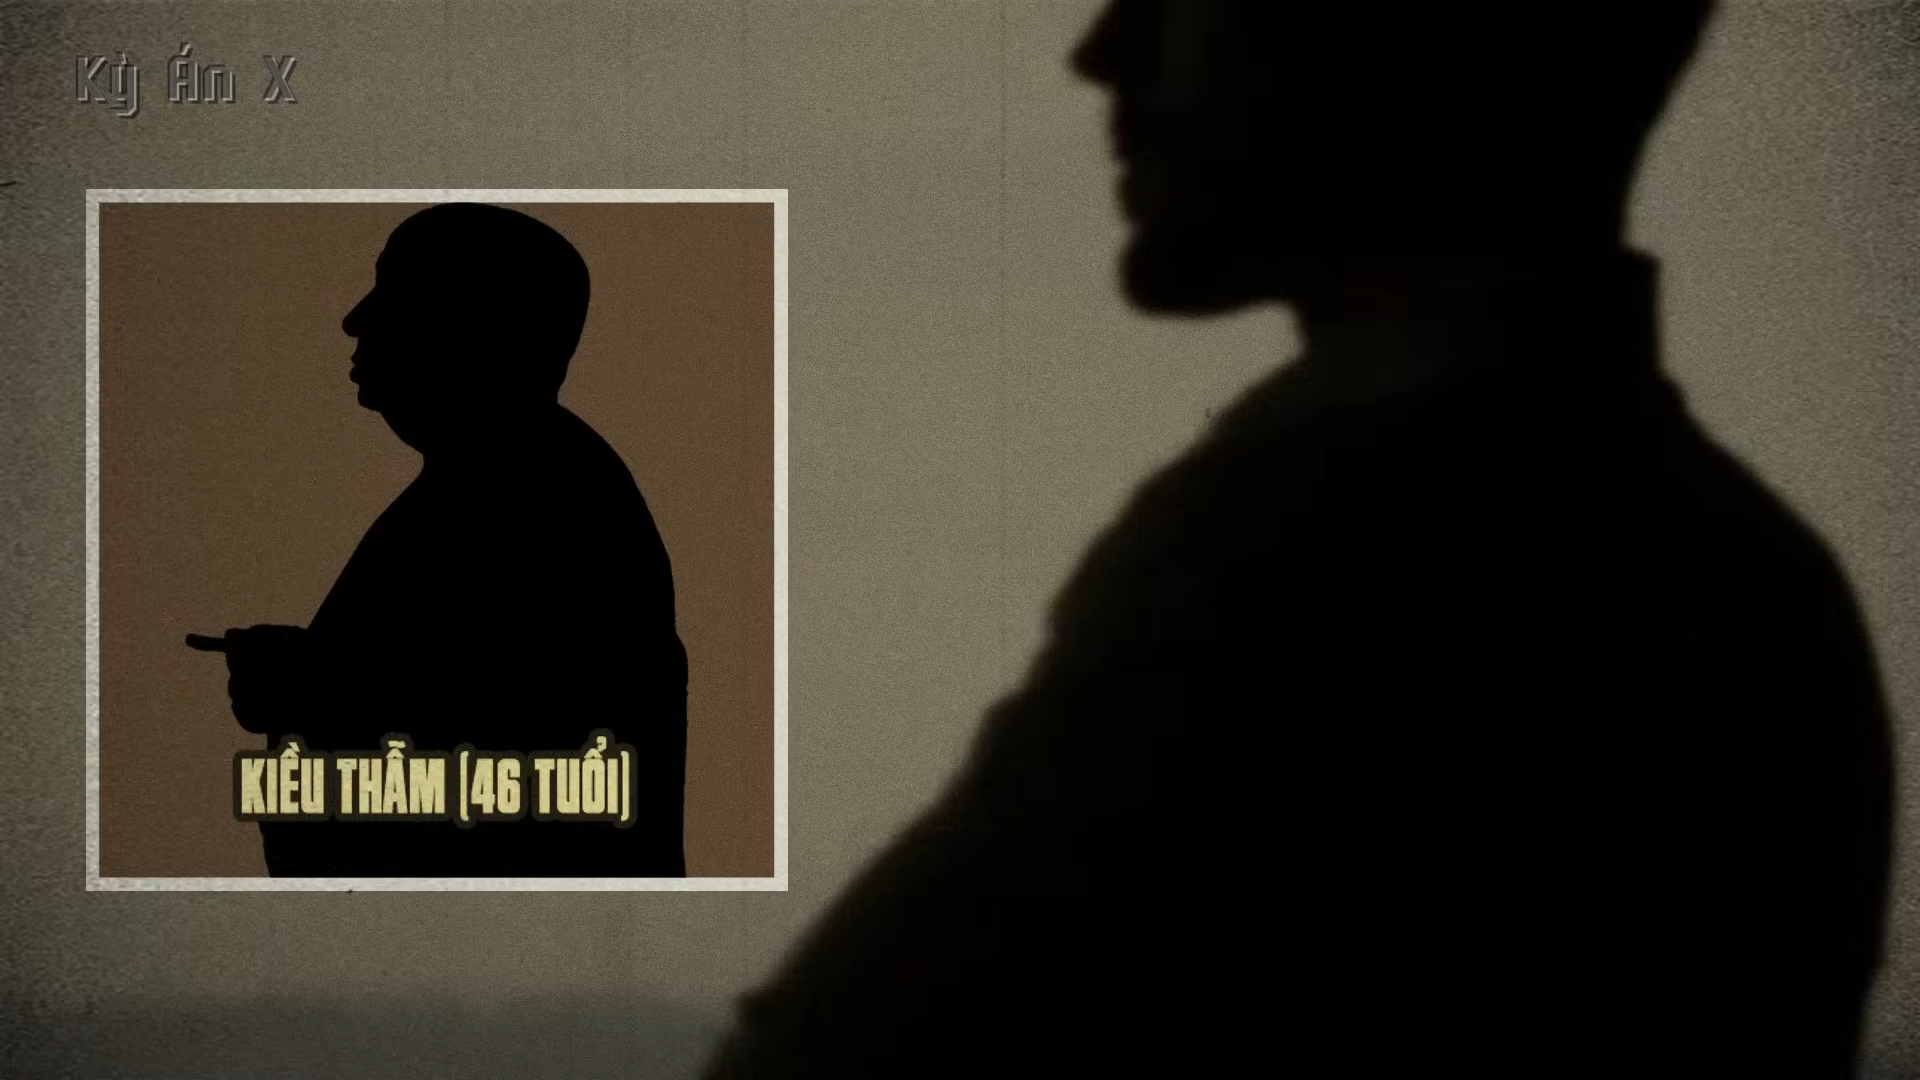 Kỳ Án X
KIỀU THẪM (46 TUỔI)